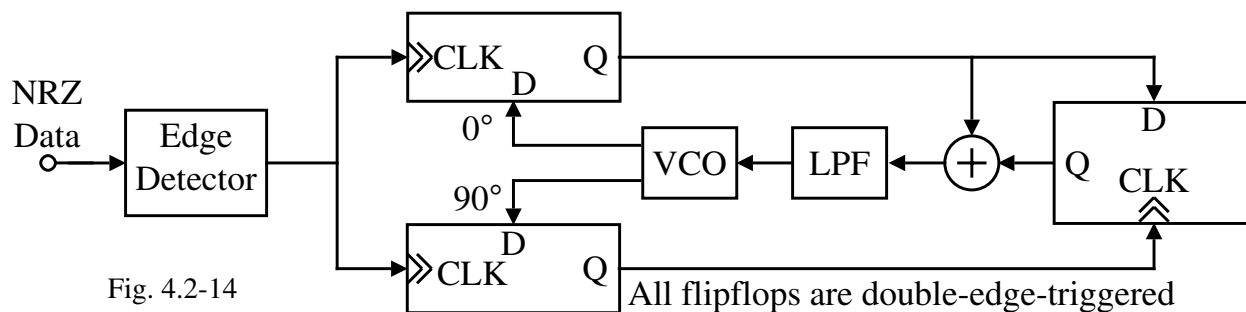 NRZ
Data
Edge
Detector
CLK
Q
D
0°
VCO
LPF
+
D
Q
CLK
90°
D
CLK
Q
Fig. 4.2-14
All flipflops are double-edge-triggered